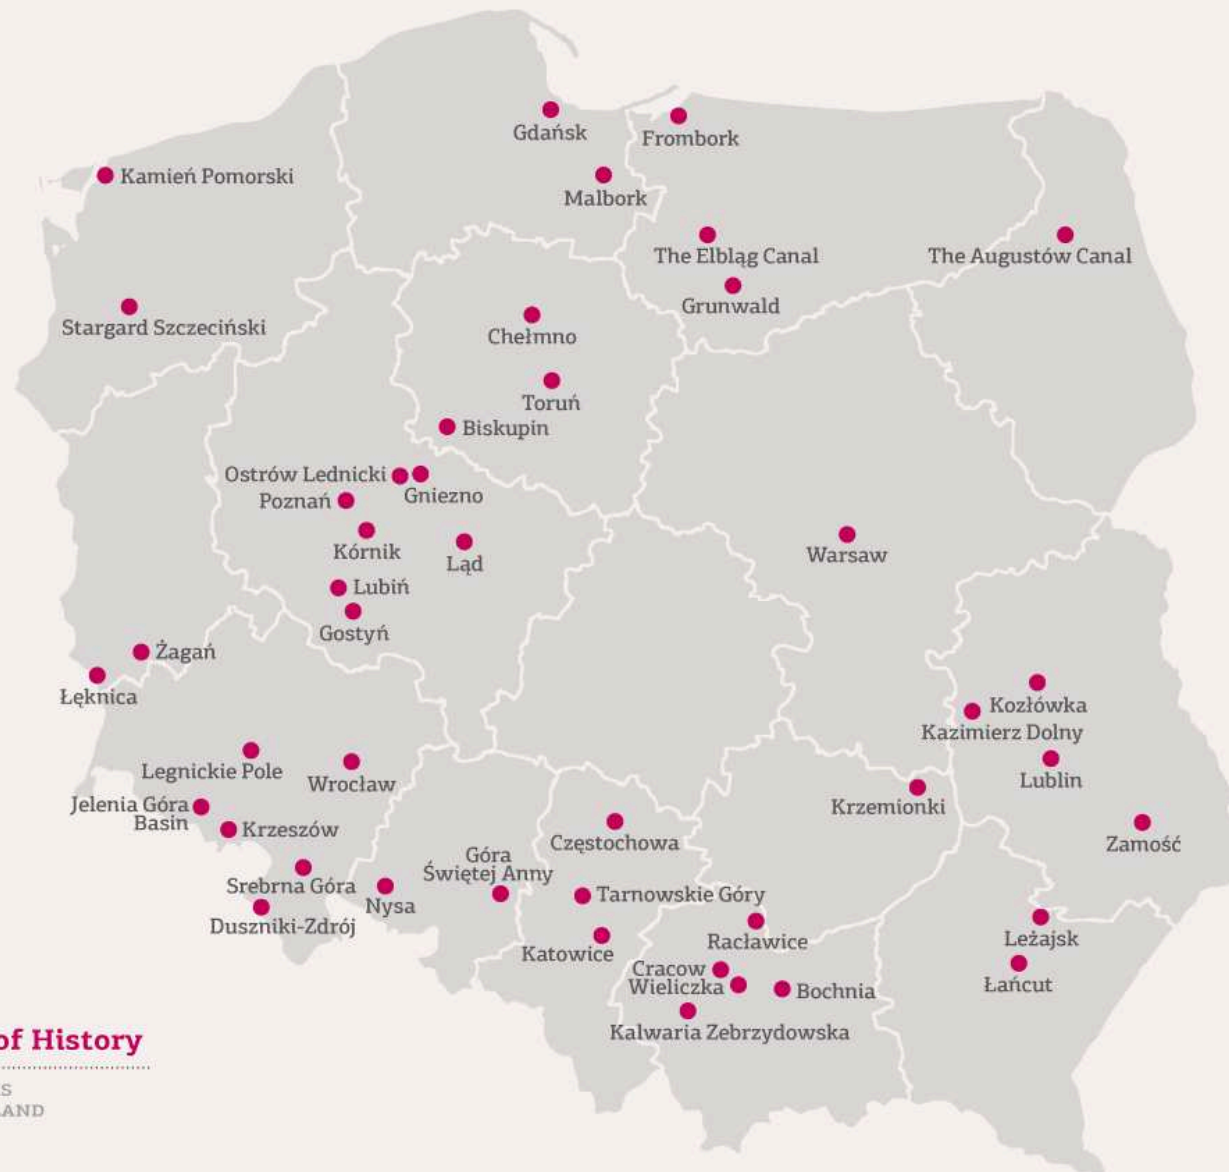 Gdańsk
Frombork
Kamień Pomorski
Malbork
The Elbląg Canal
The Augustów Canal
Grunwald
Stargard Szczeciński
Chełmno
Toruń
Biskupin
Ostrów Lednicki
Gniezno
Poznań
Kórnik
Ląd
Warsaw
Lubiń
Gostyń
Żagań
Łęknica
Kozłówka
Kazimierz Dolny
Legnickie Pole
Wrocław
Lublin
Jelenia Góra
Basin
Krzeszów
Krzemionki
Częstochowa
Zamość
Góra
Świętej Anny
Srebrna Góra
Nysa
Tarnowskie Góry
Duszniki-Zdrój
Katowice
Racławice
Leżajsk
Cracow
Wieliczka
Bochnia
Łańcut
Kalwaria Zebrzydowska
of History